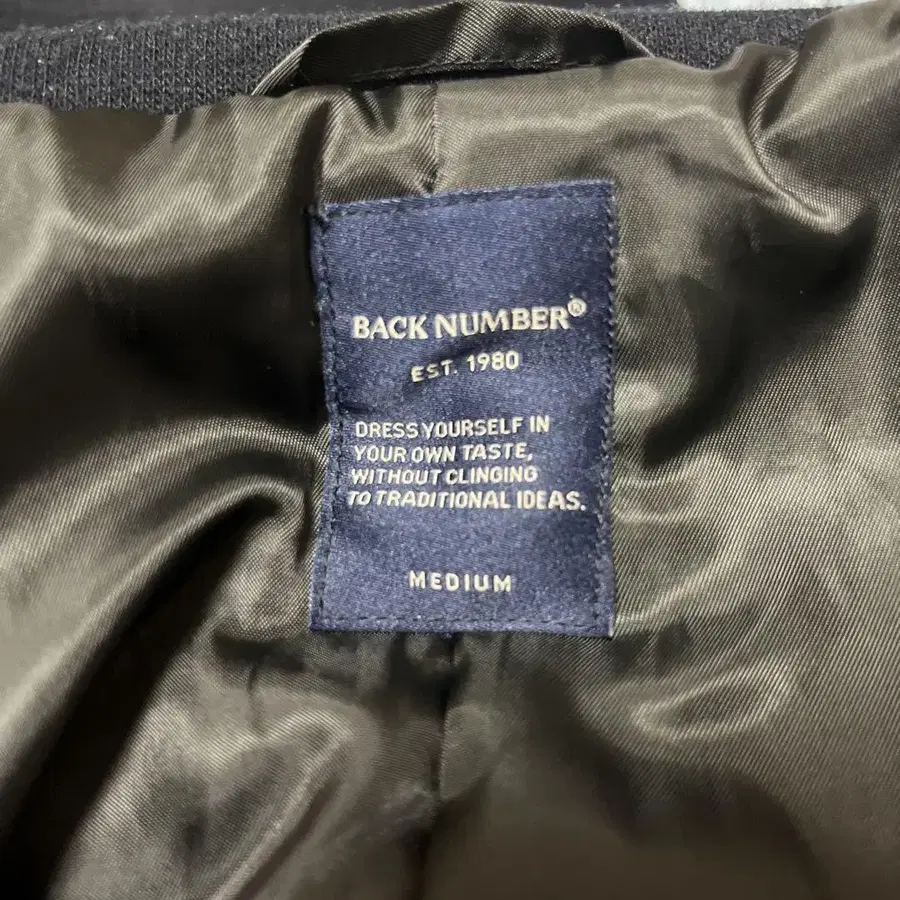 BACK NUMBER®
EST. 1980
DRESS YOURSELF IN
YOUR OWN TASTE,
WITHOUT CLINGING
TO TRADITIONAL IDEAS.
MEDIUM